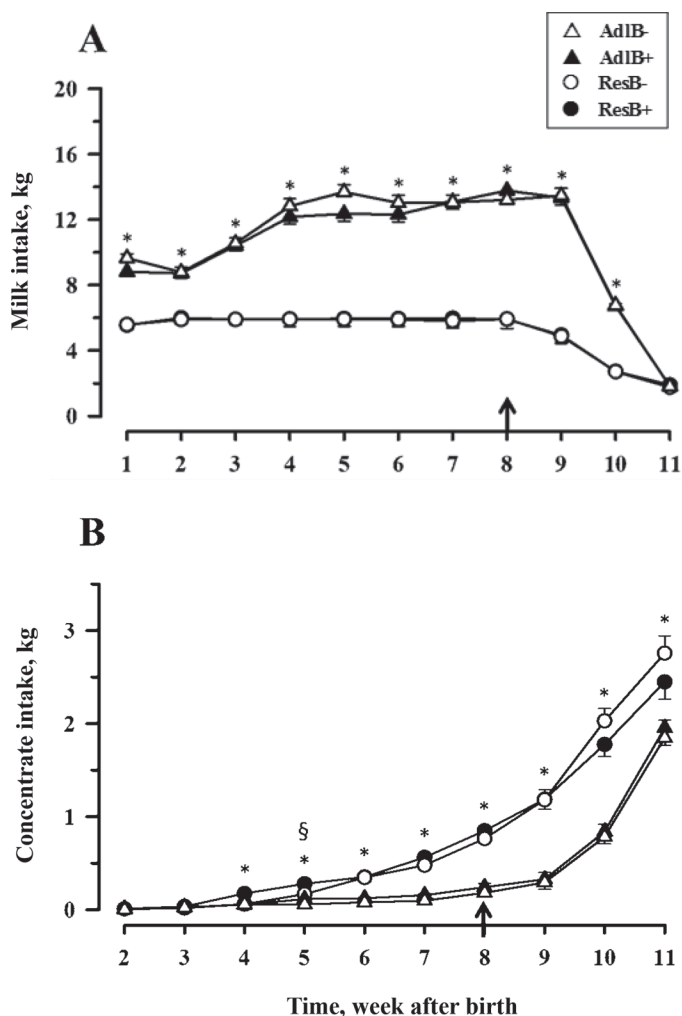 A
AdlB-
AdlB+
ResB-
ResB+
Milk intake, kg
20
16
12
8
4
0
* * * * * * * * * *
1 2 3 4 5 6 7 8 9 10 11
B
Concentrate intake, kg
3
2
1
0
* § * * * * * * *
2 3 4 5 6 7 8 9 10 11
Time, week after birth